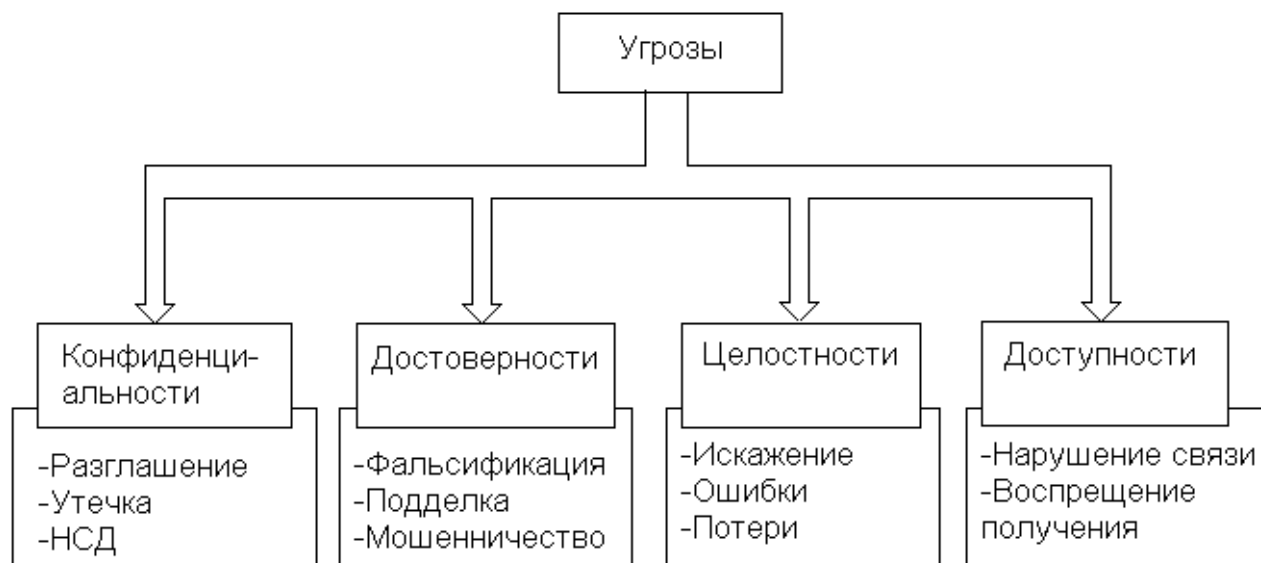 Угрозы
Конфиденци-
альности
-Разглашение
-Утечка
-НСД
Достоверности
-Фальсификация
-Подделка
-Мошенничество
Целостности
-Искажение
-Ошибки
-Потери
Доступности
-Нарушение связи
-Воспрещение
получения